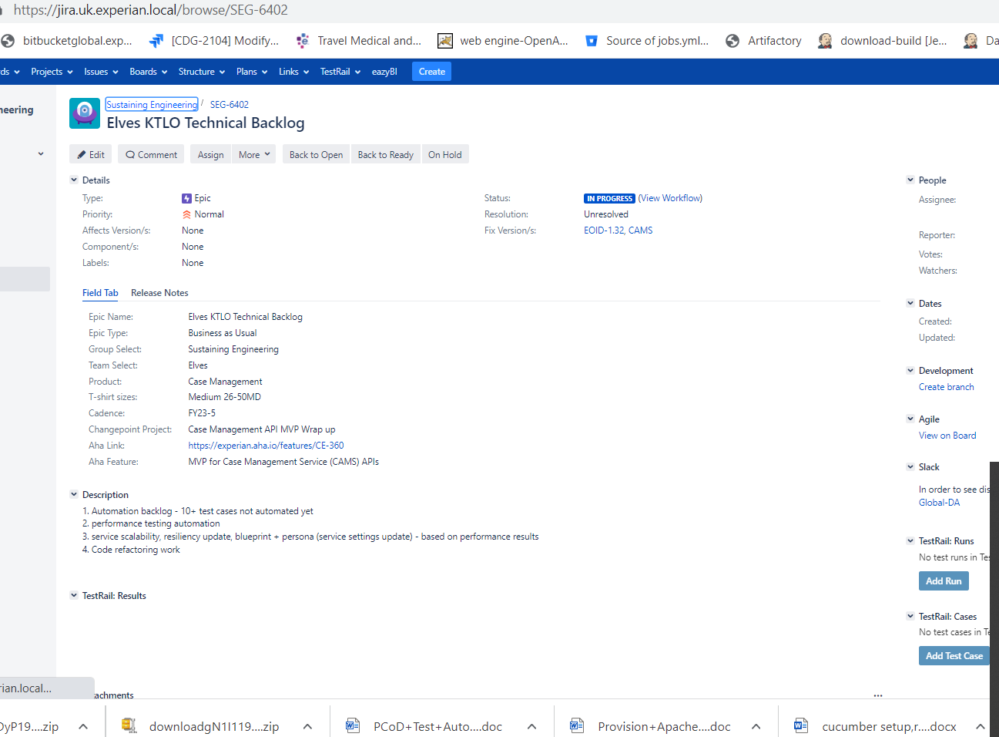 https://jira.uk.experian.local/browse/SEG-6402
bitbucketglobal.exp... [CDG-2104] Modify,... Travel Medical and... web engine-OpenA... Source of jobs.yml,... Artifactory download-build [Je... Da
ds Projects Issues Boards Structure Plans Links TestRail eazyBI Create
neering
Sustaining Engineering / SEG-6402
Elves KTLO Technical Backlog
Edit Comment Assign More Back to Open Back to Ready On Hold
Details
Type: Epic
Priority: Normal
Affects Version/s: None
Component/s: None
Labels: None
Status: IN PROGRESS (View Workflow)
Resolution: Unresolved
Fix Version/s: EOID-1.32, CAMS
Field Tab Release Notes
Epic Name: Elves KTLO Technical Backlog
Epic Type: Business as Usual
Group Select: Sustaining Engineering
Team Select: Elves
Product: Case Management
T-shirt sizes: Medium 26-50MD
Cadence: FY23-5
Changepoint Project: Case Management API MVP Wrap up
Aha Link: https://experian.aha.io/features/CE-360
Aha Feature: MVP for Case Management Service (CAMS) APIs
Description
1. Automation backlog - 10+ test cases not automated yet
2. performance testing automation
3. service scalability, resiliency update, blueprint + persona (service settings update) - based on performance results
4. Code refactoring work
TestRail: Results
achments
People
Assignee:
Reporter:
Votes:
Watchers:
Dates
Created:
Updated:
Development
Create branch
Agile
View on Board
Slack
In order to see dis
Global-DA
TestRail: Runs
No test runs in Tes
Add Run
TestRail: Cases
No test cases in Te
Add Test Case
rian.local...
DyP19....zip downloadgN1I119....zip PCoD+Test+Auto....doc Provision+Apache....doc cucumber setup,r....docx